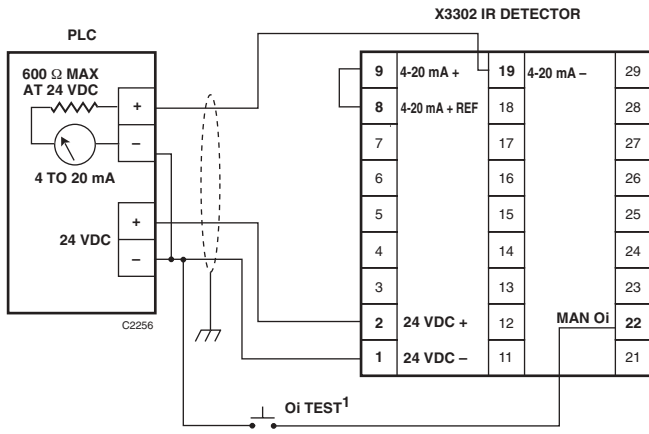 X3302 IR DETECTOR
PLC
600 Ω MAX
AT 24 VDC
+
–
4 TO 20 mA
24 VDC
+
–
C2256
9 4-20 mA + 19 4-20 mA – 29
8 4-20 mA + REF 18 28
7 17 27
6 16 26
5 15 25
4 14 24
3 13 23
2 24 VDC + 12 MAN Oi 22
1 24 VDC – 11 21
Oi TEST1